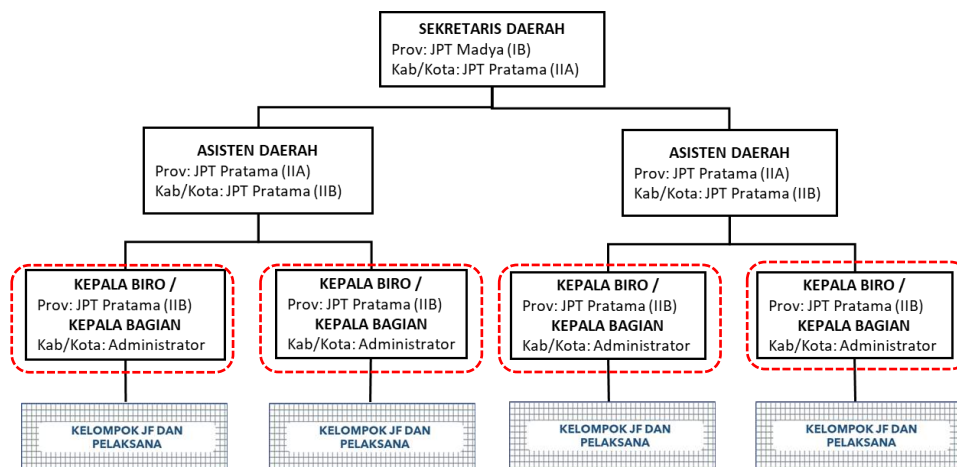 SEKRETARIS DAERAH
Prov: JPT Madya (IB)
Kab/Kota: JPT Pratama (IIA)
ASISTEN DAERAH
Prov: JPT Pratama (IIA)
Kab/Kota: JPT Pratama (IIB)
ASISTEN DAERAH
Prov: JPT Pratama (IIA)
Kab/Kota: JPT Pratama (IIB)
KEPALA BIRO /
Prov: JPT Pratama (IIB)
KEPALA BAGIAN
Kab/Kota: Administrator
KEPALA BIRO /
Prov: JPT Pratama (IIB)
KEPALA BAGIAN
Kab/Kota: Administrator
KEPALA BIRO /
Prov: JPT Pratama (IIB)
KEPALA BAGIAN
Kab/Kota: Administrator
KEPALA BIRO /
Prov: JPT Pratama (IIB)
KEPALA BAGIAN
Kab/Kota: Administrator
KELOMPOK JF DAN
PELAKSANA
KELOMPOK JF DAN
PELAKSANA
KELOMPOK JF DAN
PELAKSANA
KELOMPOK JF DAN
PELAKSANA